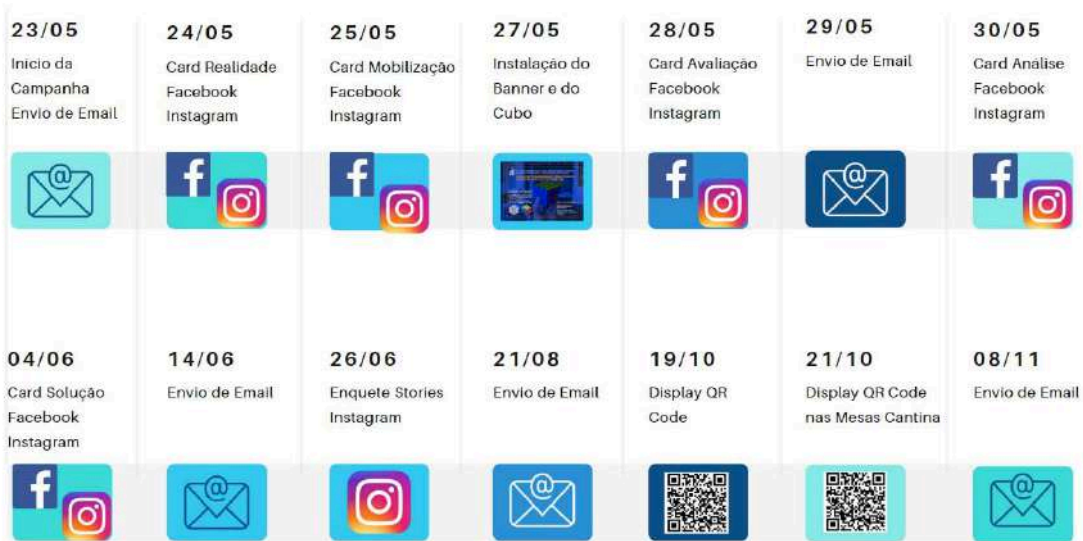 23/05
Início da
Campanha
Envio de Email
24/05
Card Realidade
Facebook
Instagram
25/05
Card Mobilização
Facebook
Instagram
27/05
Instalação do
Banner e do
Cubo
28/05
Card Avaliação
Facebook
Instagram
29/05
Envio de Email
30/05
Card Análise
Facebook
Instagram
04/06
Card Solução
Facebook
Instagram
14/06
Envio de Email
26/06
Enquete Stories
Instagram
21/08
Envio de Email
19/10
Display QR
Code
21/10
Display QR Code
nas Mesas Cantina
08/11
Envio de Email